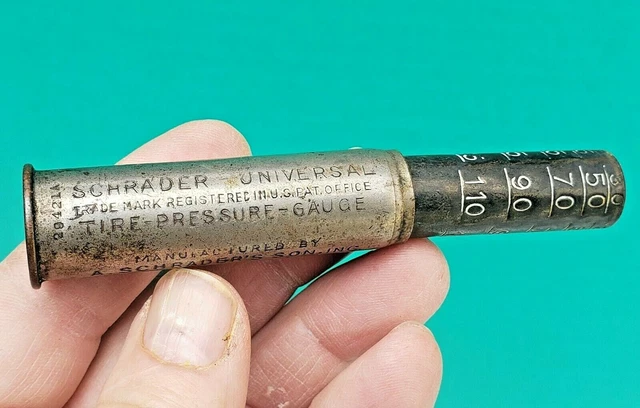 SCHRADER UNIVERSAL
TRADE MARK REGISTERED IN U.S. PAT. OFFICE
TIRE-PRESSURE-GAUGE
MANUFACTURED BY
A. SCHRADER'S SON. INC.
110 90 70 50